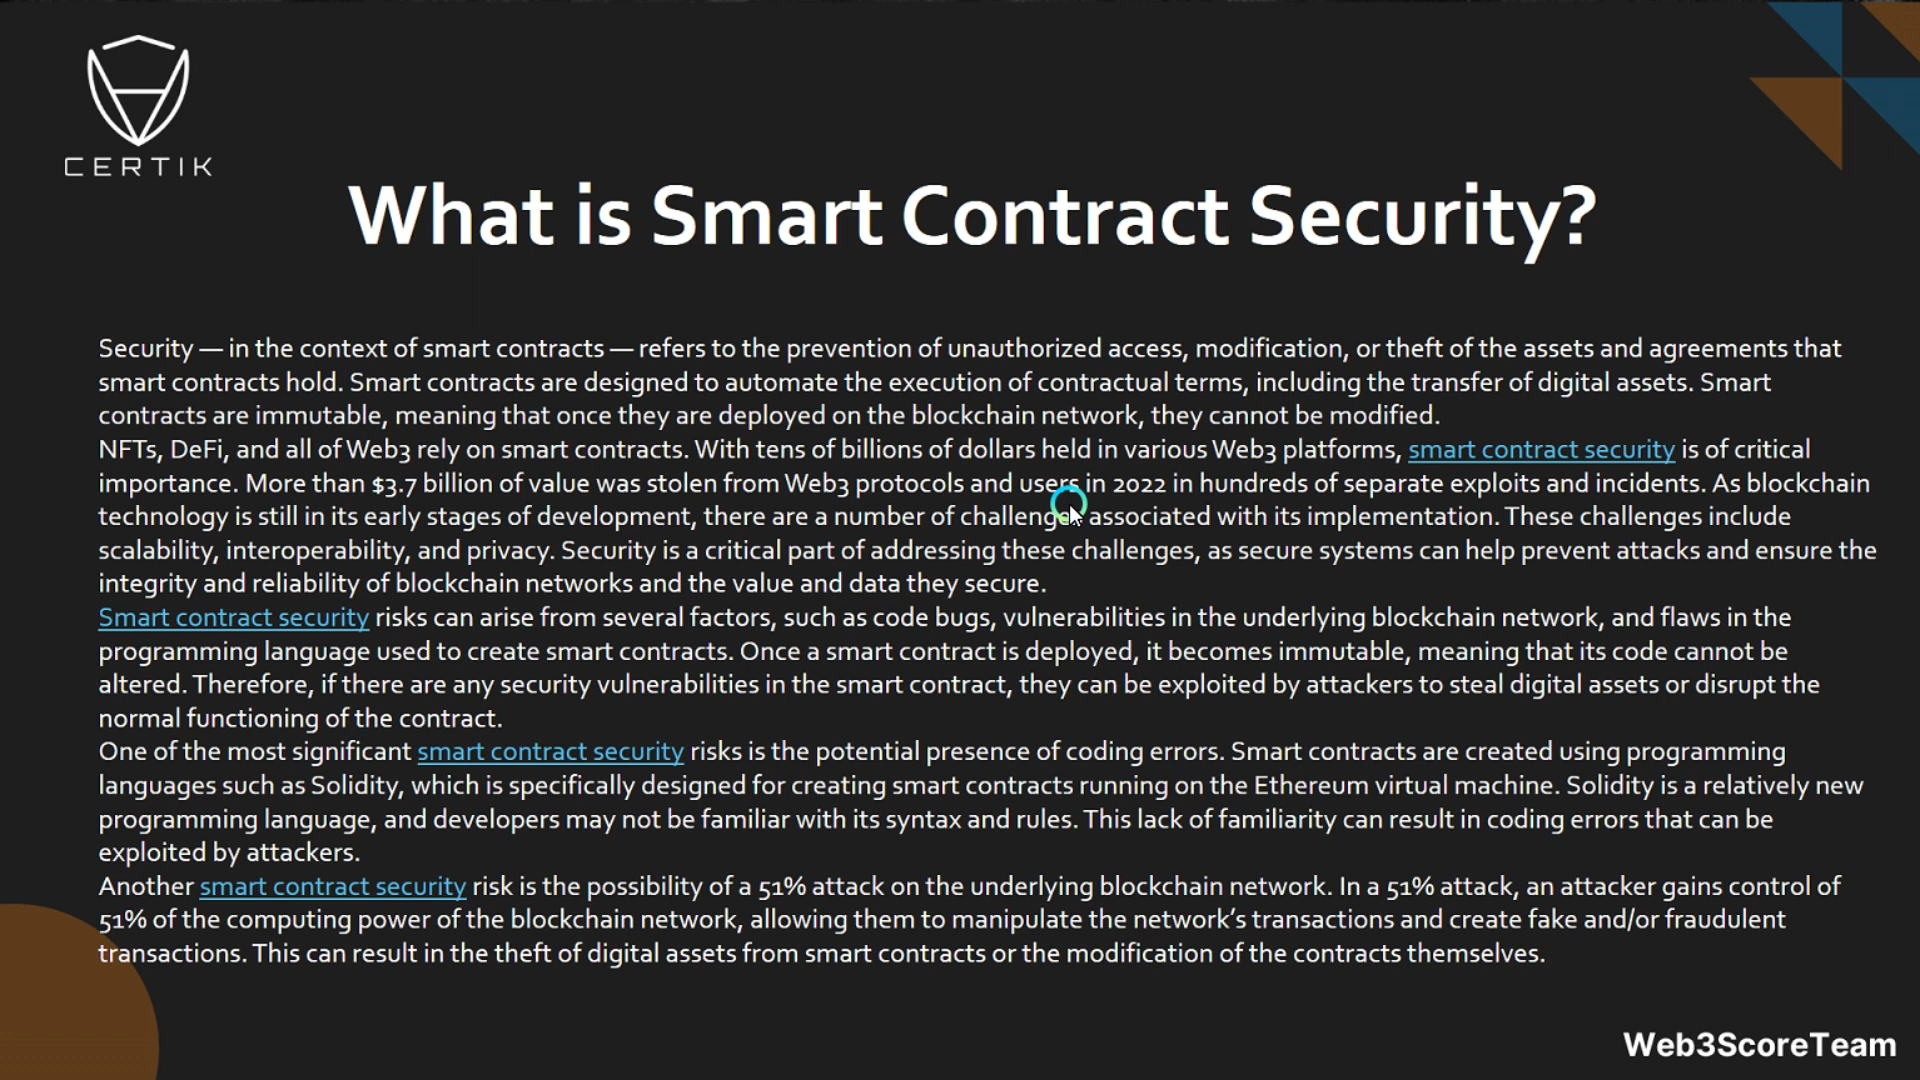 CERTIK
What is Smart Contract Security?
Security — in the context of smart contracts — refers to the prevention of unauthorized access, modification, or theft of the assets and agreements that
smart contracts hold. Smart contracts are designed to automate the execution of contractual terms, including the transfer of digital assets. Smart
contracts are immutable, meaning that once they are deployed on the blockchain network, they cannot be modified.
NFTs, DeFi, and all of Web3 rely on smart contracts. With tens of billions of dollars held in various Web3 platforms, smart contract security is of critical
importance. More than $3.7 billion of value was stolen from Web3 protocols and users in 2022 in hundreds of separate exploits and incidents. As blockchain
technology is still in its early stages of development, there are a number of challenges associated with its implementation. These challenges include
scalability, interoperability, and privacy. Security is a critical part of addressing these challenges, as secure systems can help prevent attacks and ensure the
integrity and reliability of blockchain networks and the value and data they secure.
Smart contract security risks can arise from several factors, such as code bugs, vulnerabilities in the underlying blockchain network, and flaws in the
programming language used to create smart contracts. Once a smart contract is deployed, it becomes immutable, meaning that its code cannot be
altered. Therefore, if there are any security vulnerabilities in the smart contract, they can be exploited by attackers to steal digital assets or disrupt the
normal functioning of the contract.
One of the most significant smart contract security risks is the potential presence of coding errors. Smart contracts are created using programming
languages such as Solidity, which is specifically designed for creating smart contracts running on the Ethereum virtual machine. Solidity is a relatively new
programming language, and developers may not be familiar with its syntax and rules. This lack of familiarity can result in coding errors that can be
exploited by attackers.
Another smart contract security risk is the possibility of a 51% attack on the underlying blockchain network. In a 51% attack, an attacker gains control of
51% of the computing power of the blockchain network, allowing them to manipulate the network’s transactions and create fake and/or fraudulent
transactions. This can result in the theft of digital assets from smart contracts or the modification of the contracts themselves.
Web3ScoreTeam